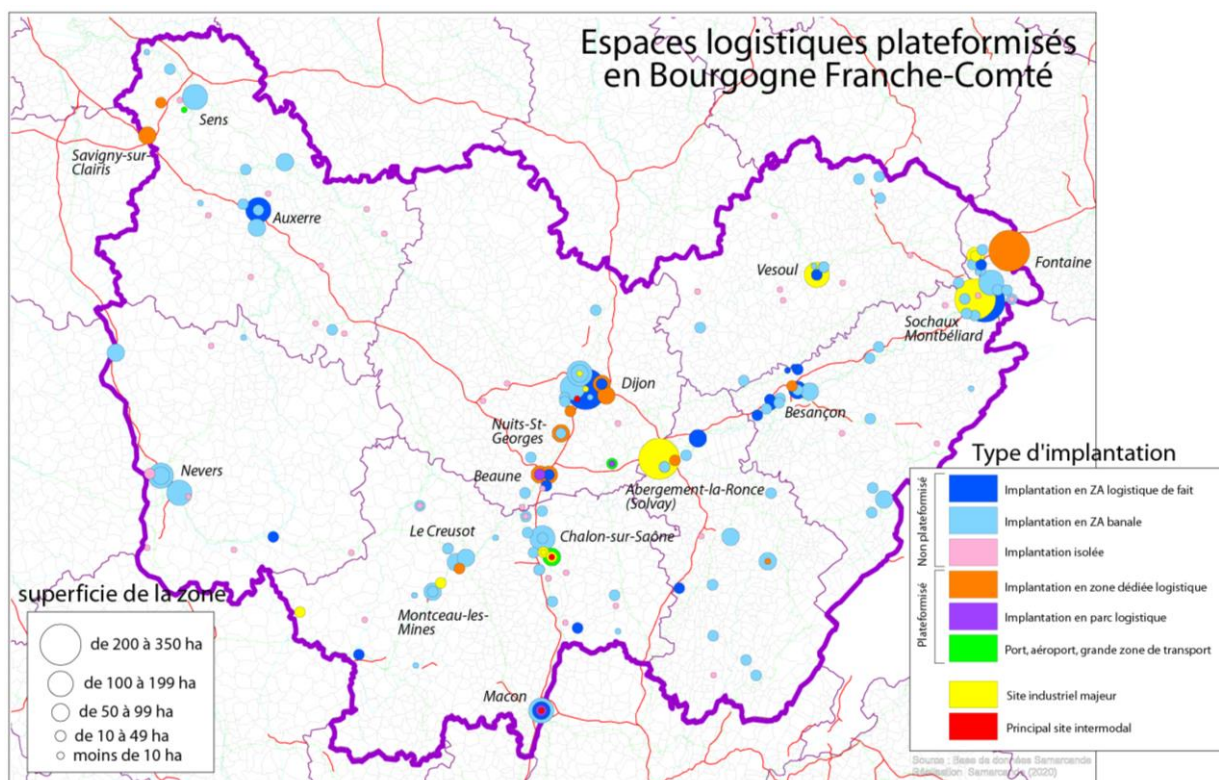 Espaces logistiques plateformisés
en Bourgogne Franche-Comté
Sens
Savigny-sur-
Clairis
Auxerre
Vesoul
Fontaine
Sochaux
Montbéliard
Dijon
Besançon
Nuits-St-
Georges
Nevers
Beaune
Abergement-la-Ronce
(Solvay)
Le Creusot
Chalon-sur-Saône
Montceau-les-
Mines
Macon
superficie de la zone
de 200 à 350 ha
de 100 à 199 ha
de 50 à 99 ha
de 10 à 49 ha
moins de 10 ha
Type d'implantation
Non plateformisé
Implantation en ZA logistique de fait
Implantation en ZA banale
Implantation isolée
Plateformisé
Implantation en zone dédiée logistique
Implantation en parc logistique
Port, aéroport, grande zone de transport
Site industriel majeur
Principal site intermodal
Source : Base de données Samarcande
Réalisation Samarcande (2020)